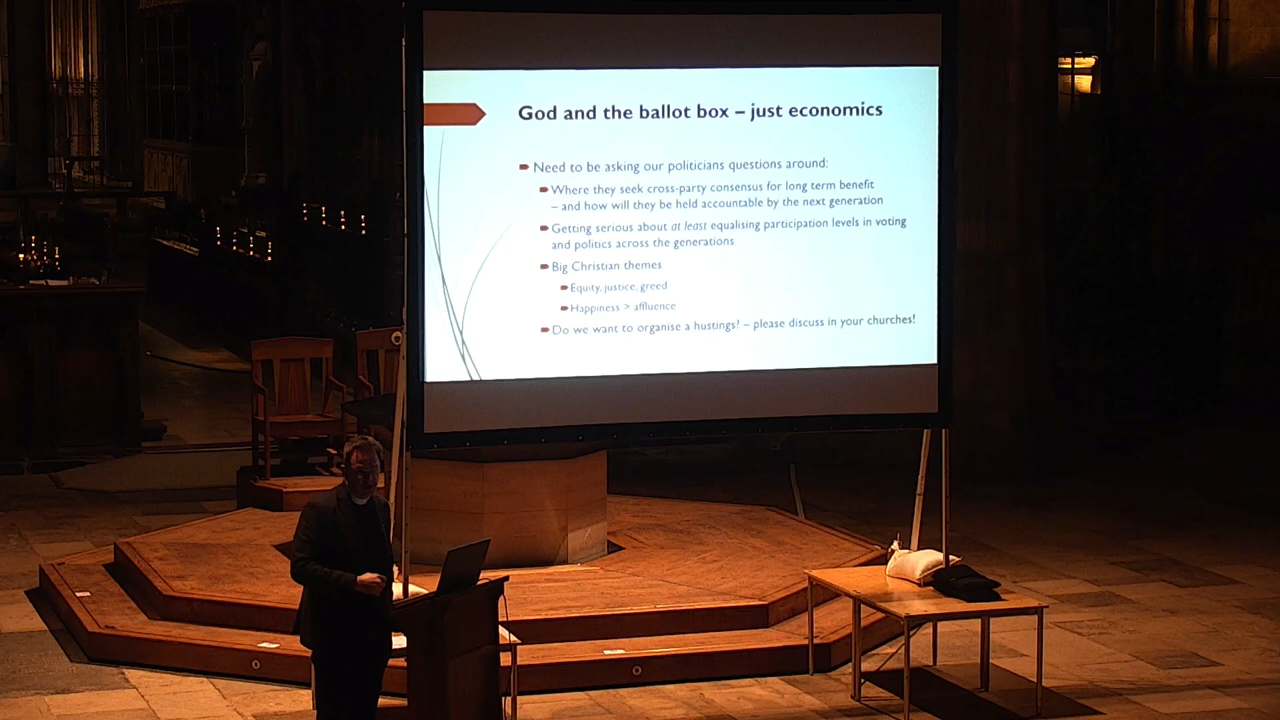 God and the ballot box – just economics
Need to be asking our politicians questions around:
Where they seek cross-party consensus for long term benefit
– and how will they be held accountable by the next generation
Getting serious about at least equalising participation levels in voting
and politics across the generations
Big Christian themes
Equity, justice, greed
Happiness > affluence
Do we want to organise a hustings? – please discuss in your churches!